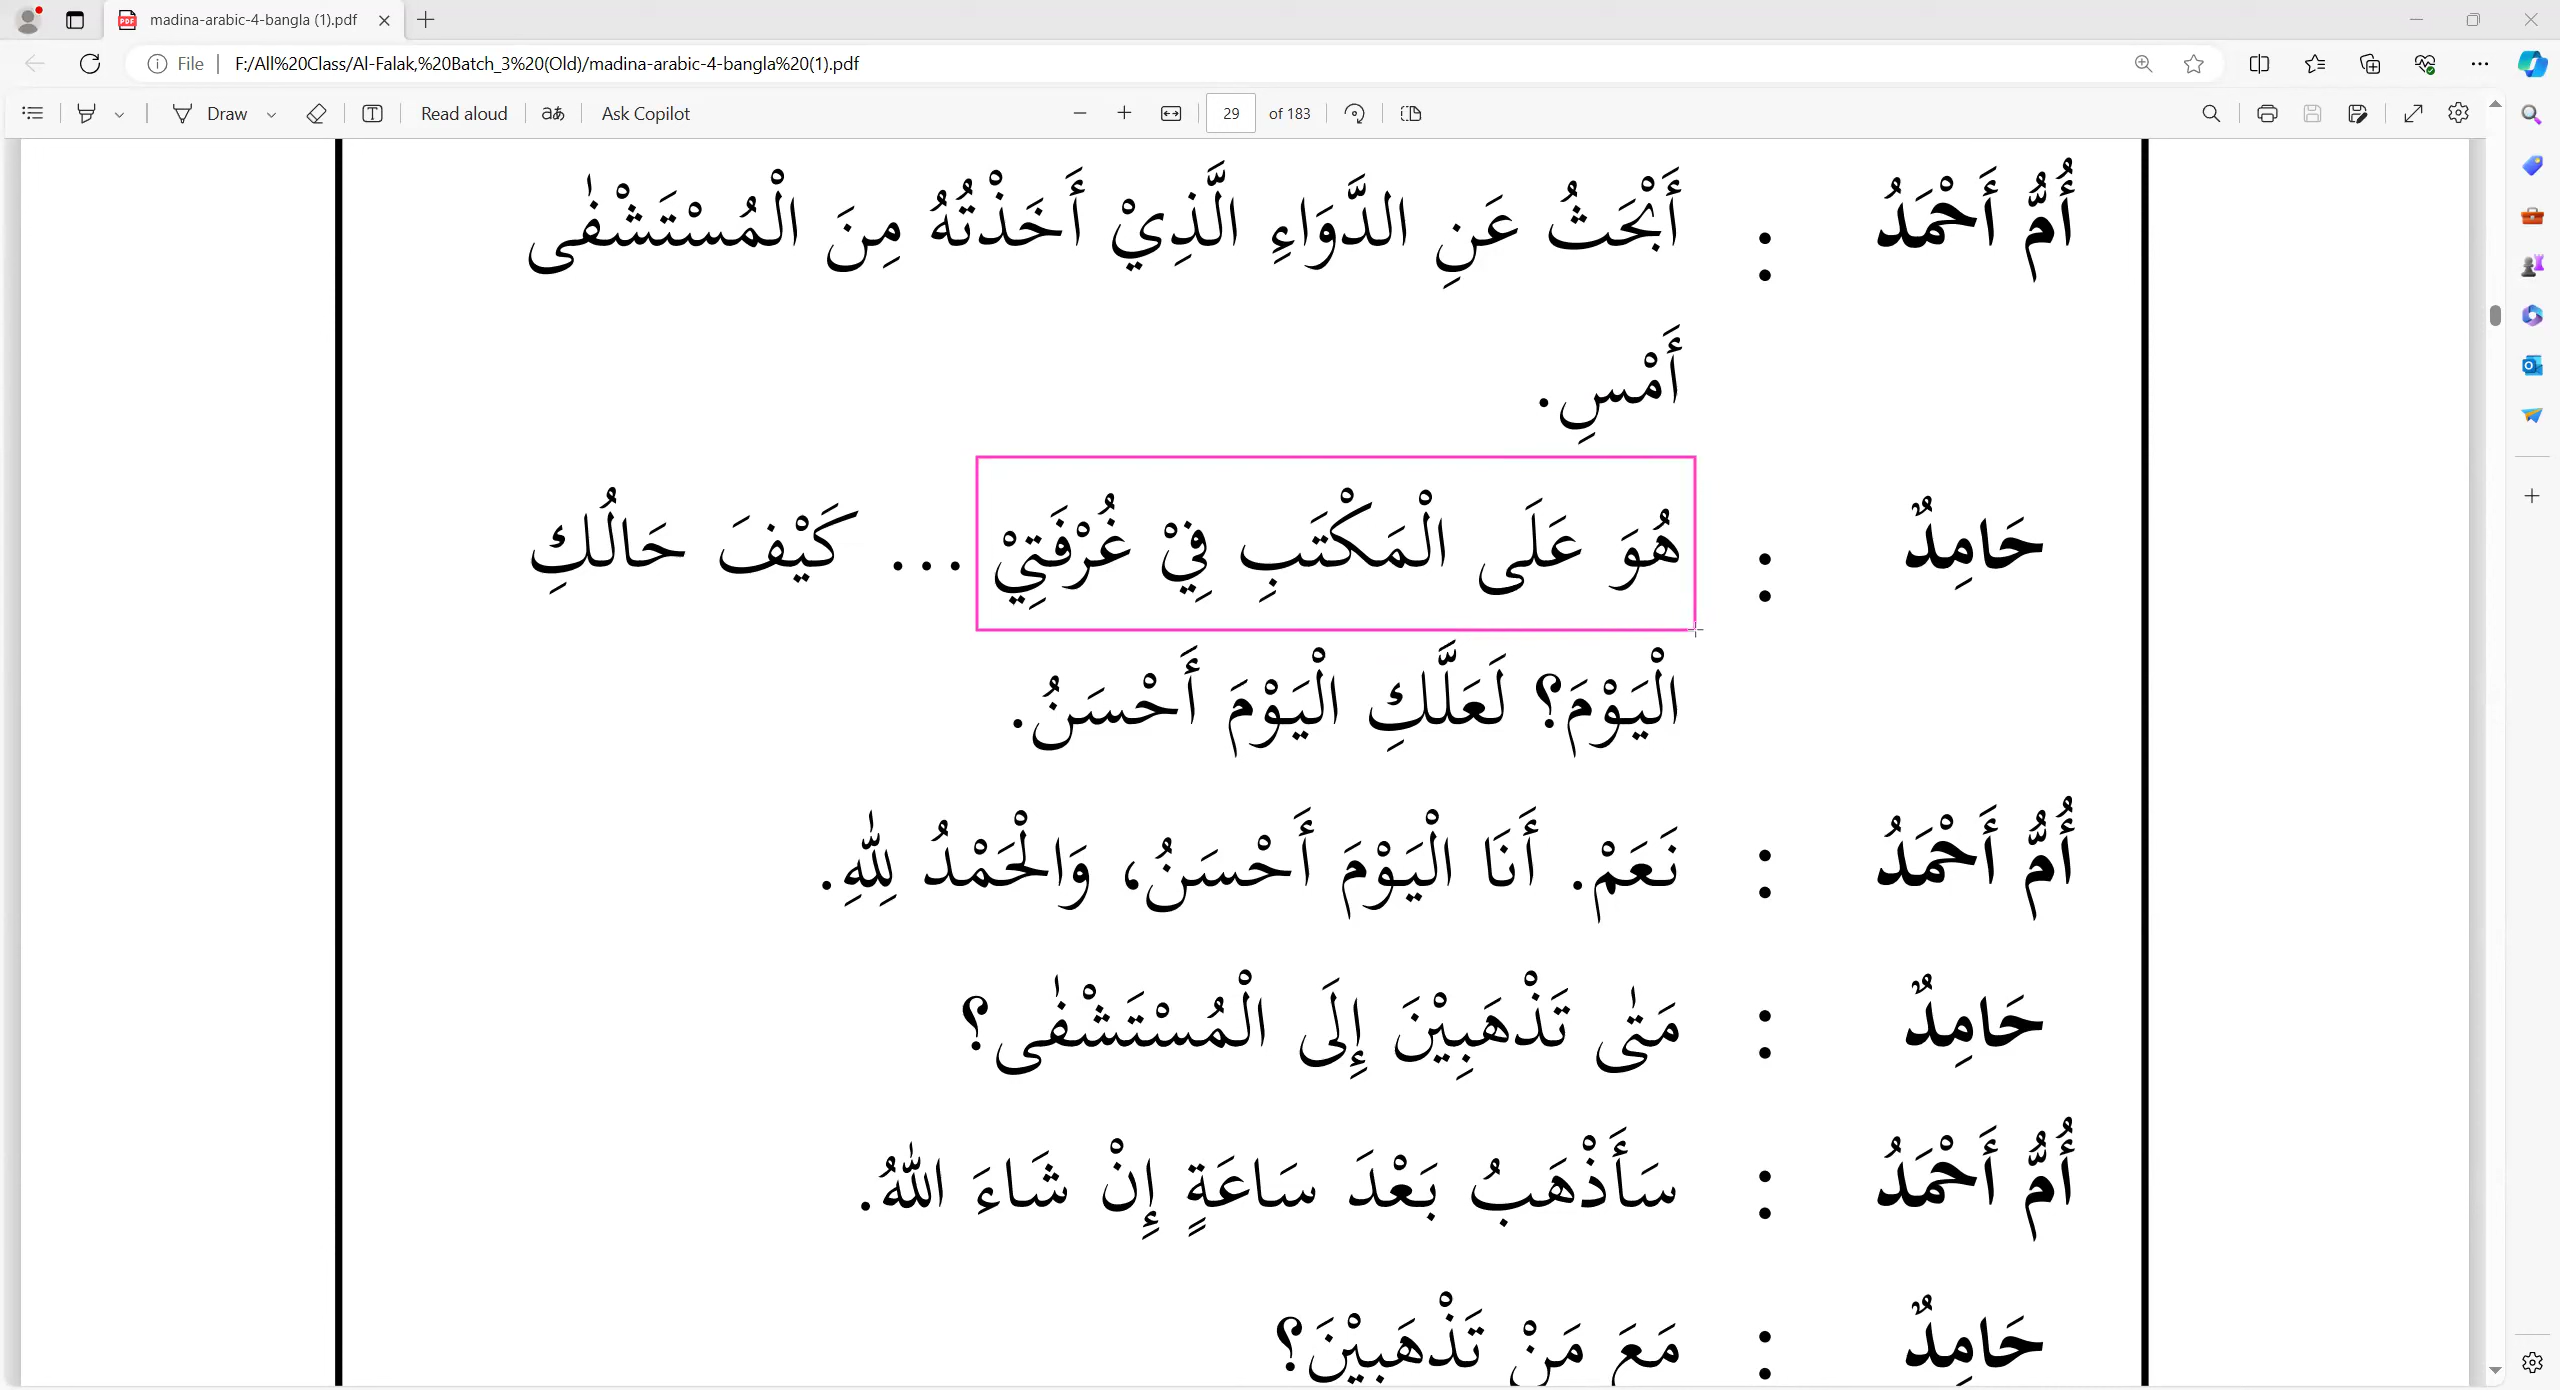 madina-arabic-4-bangla (1).pdf
File F:/All%20Class/Al-Falak,%20Batch_3%20(Old)/madina-arabic-4-bangla%20(1).pdf
Draw Read aloud aあ Ask Copilot 29 of 183
أُمُّ أَحْمَدُ : أَبْحَثُ عَنِ الدَّوَاءِ الَّذِيْ أَخَذْتُهُ مِنَ الْمُسْتَشْفٰى
أَمْسِ.
حَامِدٌ : هُوَ عَلَى الْمَكْتَبِ فِيْ غُرْفَتِيْ ... كَيْفَ حَالُكِ
الْيَوْمَ؟ لَعَلَّكِ الْيَوْمَ أَحْسَنُ.
أُمُّ أَحْمَدُ : نَعَمْ. أَنَا الْيَوْمَ أَحْسَنُ، وَالْحَمْدُ لِلّٰهِ.
حَامِدٌ : مَتٰى تَذْهَبِيْنَ إِلَى الْمُسْتَشْفٰى؟
أُمُّ أَحْمَدُ : سَأَذْهَبُ بَعْدَ سَاعَةٍ إِنْ شَاءَ اللّٰهُ.
حَامِدٌ : مَعَ مَنْ تَذْهَبِيْنَ؟